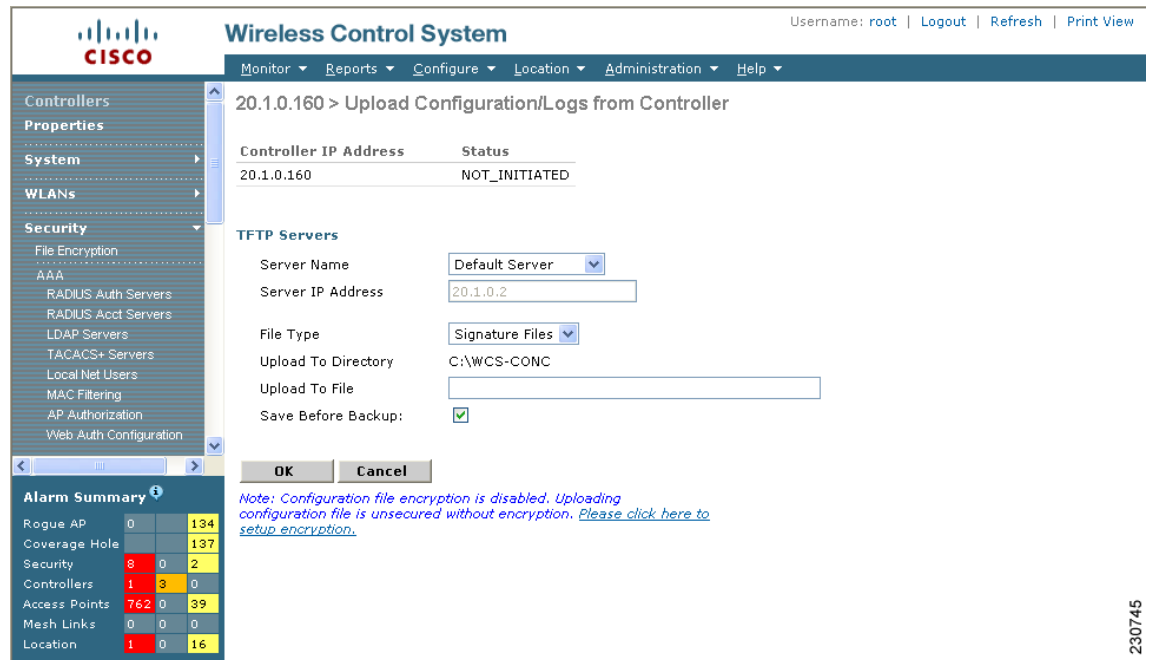 CISCO
Wireless Control System
Username: root | Logout | Refresh | Print View
Monitor Reports Configure Location Administration Help
Controllers
Properties
System
WLANs
Security
File Encryption
AAA
RADIUS Auth Servers
RADIUS Acct Servers
LDAP Servers
TACACS+ Servers
Local Net Users
MAC Filtering
AP Authorization
Web Auth Configuration
20.1.0.160 > Upload Configuration/Logs from Controller
Controller IP Address Status
20.1.0.160 NOT_INITIATED
TFTP Servers
Server Name Default Server
Server IP Address 20.1.0.2
File Type Signature Files
Upload To Directory C:\WCS-CONC
Upload To File
Save Before Backup:
OK Cancel
Note: Configuration file encryption is disabled. Uploading
configuration file is unsecured without encryption. Please click here to
setup encryption.
Alarm Summary
Rogue AP 0 134
Coverage Hole 137
Security 8 0 2
Controllers 1 3 0
Access Points 762 0 39
Mesh Links 0 0 0
Location 1 0 16
230745